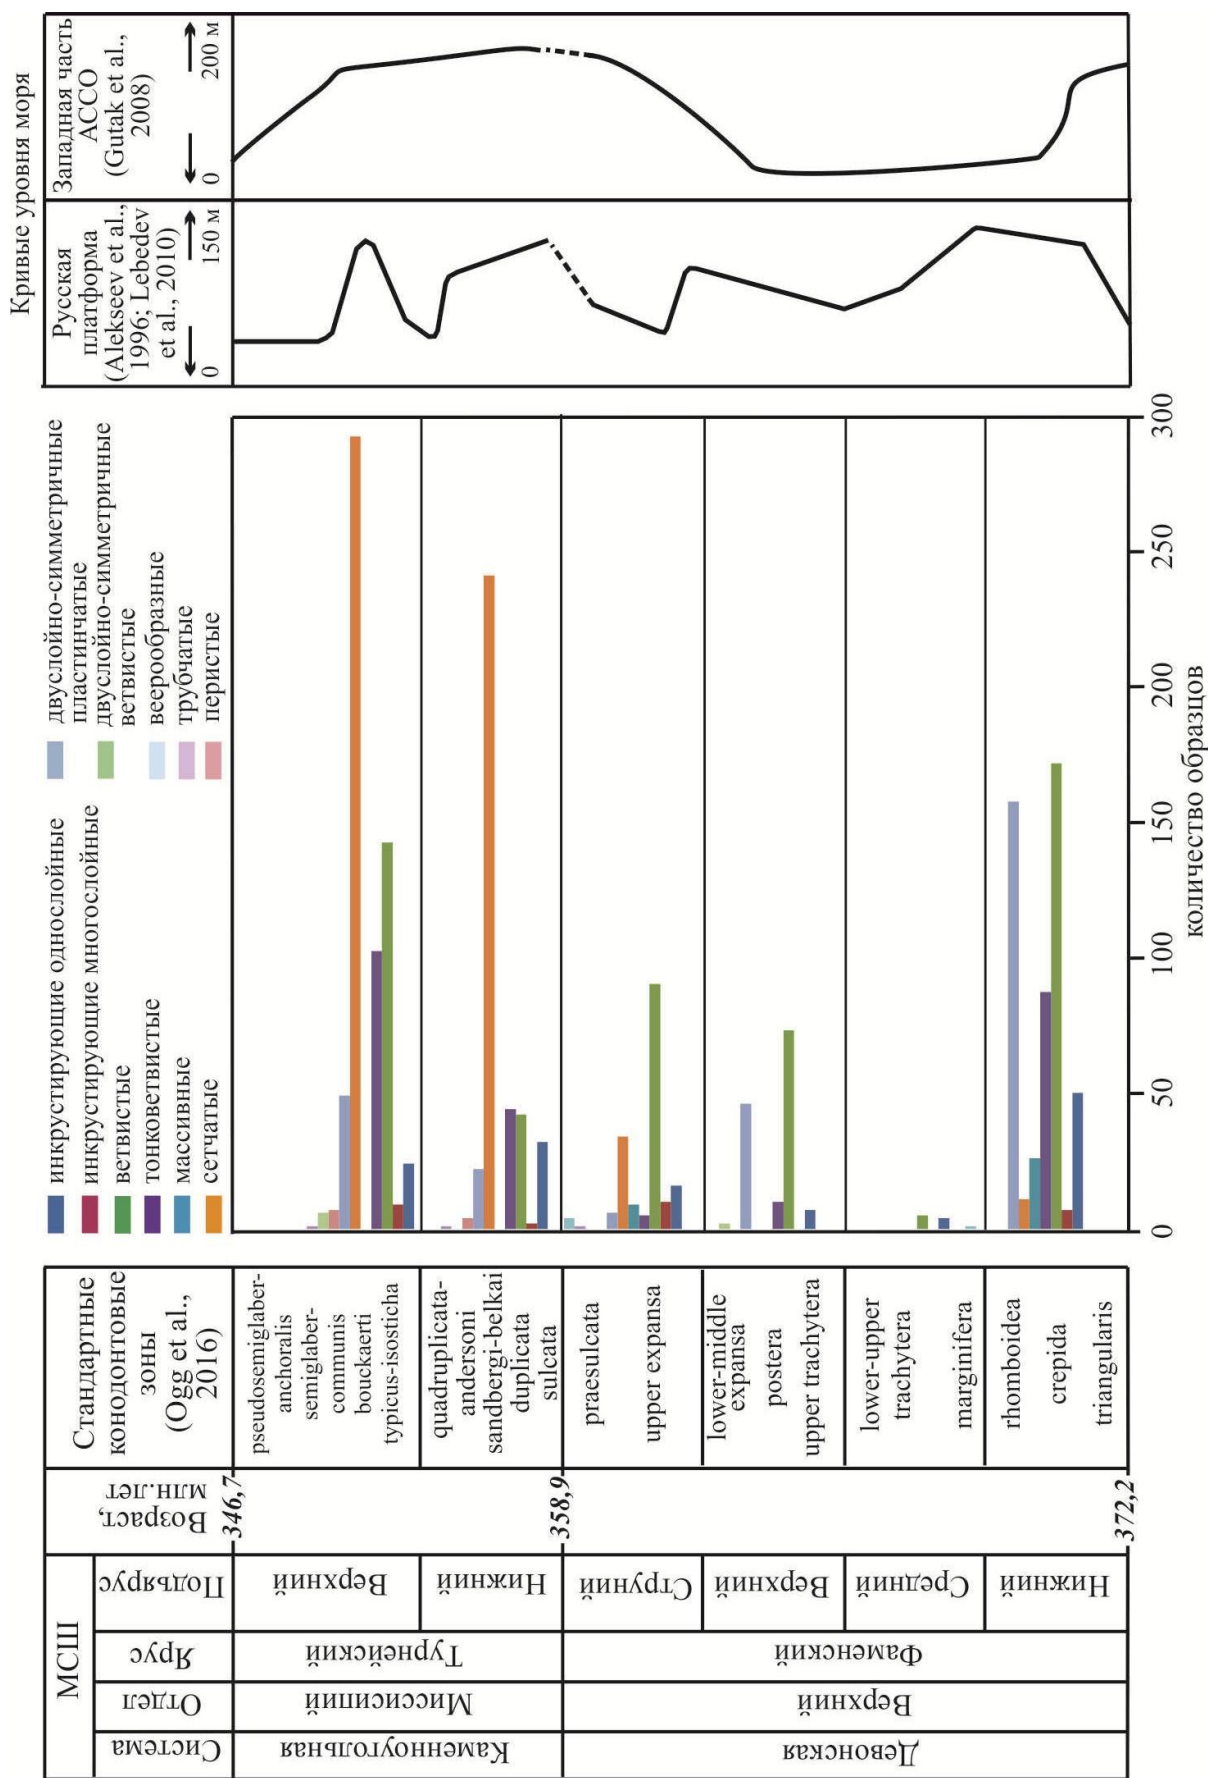 МСШ
Система
Отдел
Ярус
Подъярус
Возраст,
млн.лет
Стандартные
конодонтовые
зоны
(Ogg et al.,
2016)
инкрустирующие однослойные
инкрустирующие многослойные
ветвистые
тонковетвистые
массивные
сетчатые
двуслойно-симметричные
пластинчатые
двуслойно-симметричные
ветвистые
веерообразные
трубчатые
перистые
Кривые уровня моря
Русская
платформа
(Alekseev et al.,
1996; Lebedev
et al., 2010)
0 150 м
Западная часть
АССО
(Gutak et al.,
2008)
0 200 м
Каменноугольная
Миссисипий
Турнейский
Верхний
346,7
pseudosemiglaber-
anchoralis
semiglaber-
communis
bouckaerti
typicus-isosticha
Нижний
quadruplicata-
andersoni
sandbergi-belkai
duplicata
sulcata
358,9
Девонская
Верхний
Фаменский
Струний
praesulcata
upper expansa
Верхний
lower-middle
expansa
postera
upper trachytera
Средний
lower-upper
trachytera
marginifera
Нижний
rhomboidea
crepida
triangularis
372,2
0 50 100 150 200 250 300
количество образцов